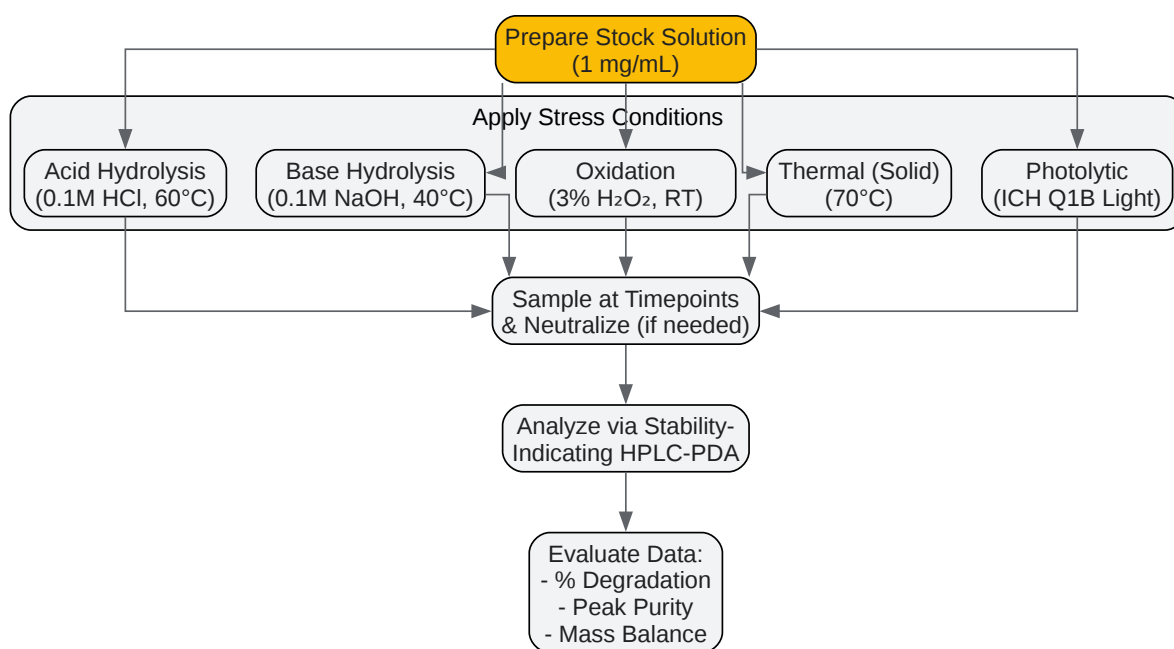 Prepare Stock Solution
(1 mg/mL)
Apply Stress Conditions
Acid Hydrolysis
(0.1M HCl, 60°C)
Base Hydrolysis
(0.1M NaOH, 40°C)
Oxidation
(3% H₂O₂, RT)
Thermal (Solid)
(70°C)
Photolytic
(ICH Q1B Light)
Sample at Timepoints
& Neutralize (if needed)
Analyze via Stability-
Indicating HPLC-PDA
Evaluate Data:
- % Degradation
- Peak Purity
- Mass Balance